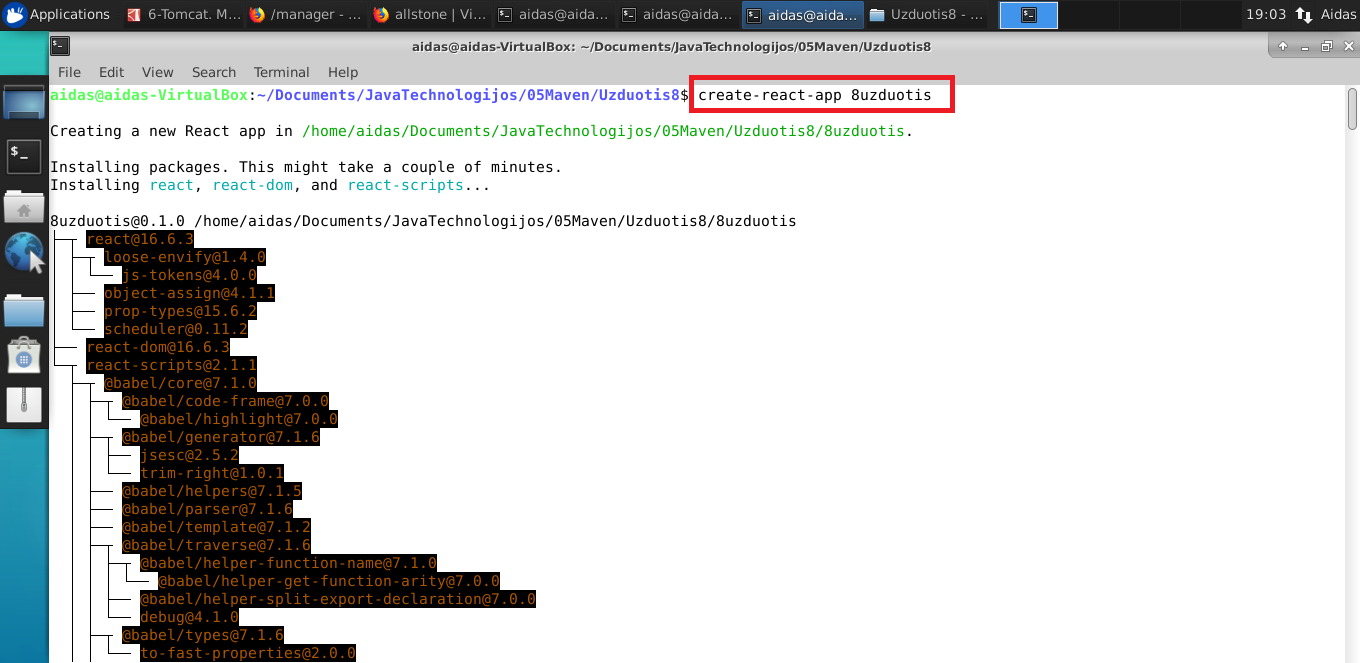 Applications 6-Tomcat. M... /manager - ... allstone | Vi... aidas@aida... aidas@aida... aidas@aida... Uzduotis8 - ... 19:03 Aidas
aidas@aidas-VirtualBox: ~/Documents/JavaTechnologijos/05Maven/Uzduotis8
File Edit View Search Terminal Help
aidas@aidas-VirtualBox:~/Documents/JavaTechnologijos/05Maven/Uzduotis8$ create-react-app 8uzduotis
Creating a new React app in /home/aidas/Documents/JavaTechnologijos/05Maven/Uzduotis8/8uzduotis.
Installing packages. This might take a couple of minutes.
Installing react, react-dom, and react-scripts...
8uzduotis@0.1.0 /home/aidas/Documents/JavaTechnologijos/05Maven/Uzduotis8/8uzduotis
react@16.6.3
loose-envify@1.4.0
js-tokens@4.0.0
object-assign@4.1.1
prop-types@15.6.2
scheduler@0.11.2
react-dom@16.6.3
react-scripts@2.1.1
@babel/core@7.1.0
@babel/code-frame@7.0.0
@babel/highlight@7.0.0
@babel/generator@7.1.6
jsesc@2.5.2
trim-right@1.0.1
@babel/helpers@7.1.5
@babel/parser@7.1.6
@babel/template@7.1.2
@babel/traverse@7.1.6
@babel/helper-function-name@7.1.0
@babel/helper-get-function-arity@7.0.0
@babel/helper-split-export-declaration@7.0.0
debug@4.1.0
@babel/types@7.1.6
to-fast-properties@2.0.0